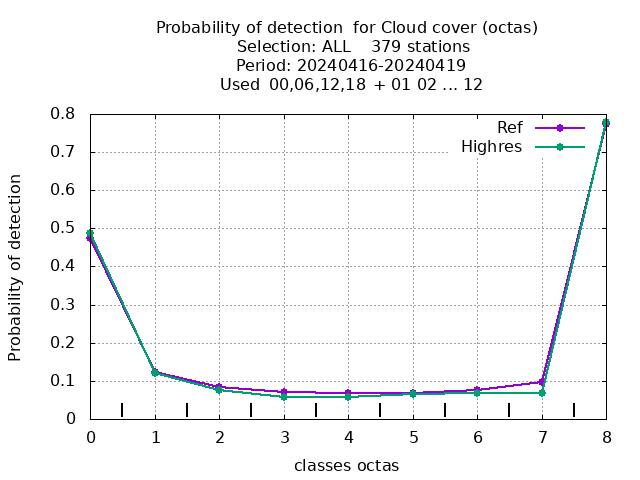 Probability of detection  for Cloud cover (octas)
Selection: ALL    379 stations
Period: 20240416-20240419
Used  00,06,12,18  + 01 02 ... 12
Ref
Highres
Probability of detection
0.8
0.7
0.6
0.5
0.4
0.3
0.2
0.1
0
0 1 2 3 4 5 6 7 8
classes octas